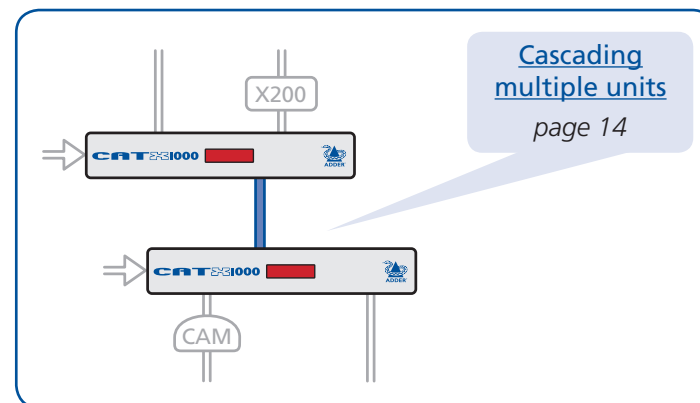 Cascading
multiple units
page 14
X200
CATX1000
ADDER
CATX1000
ADDER
CAM